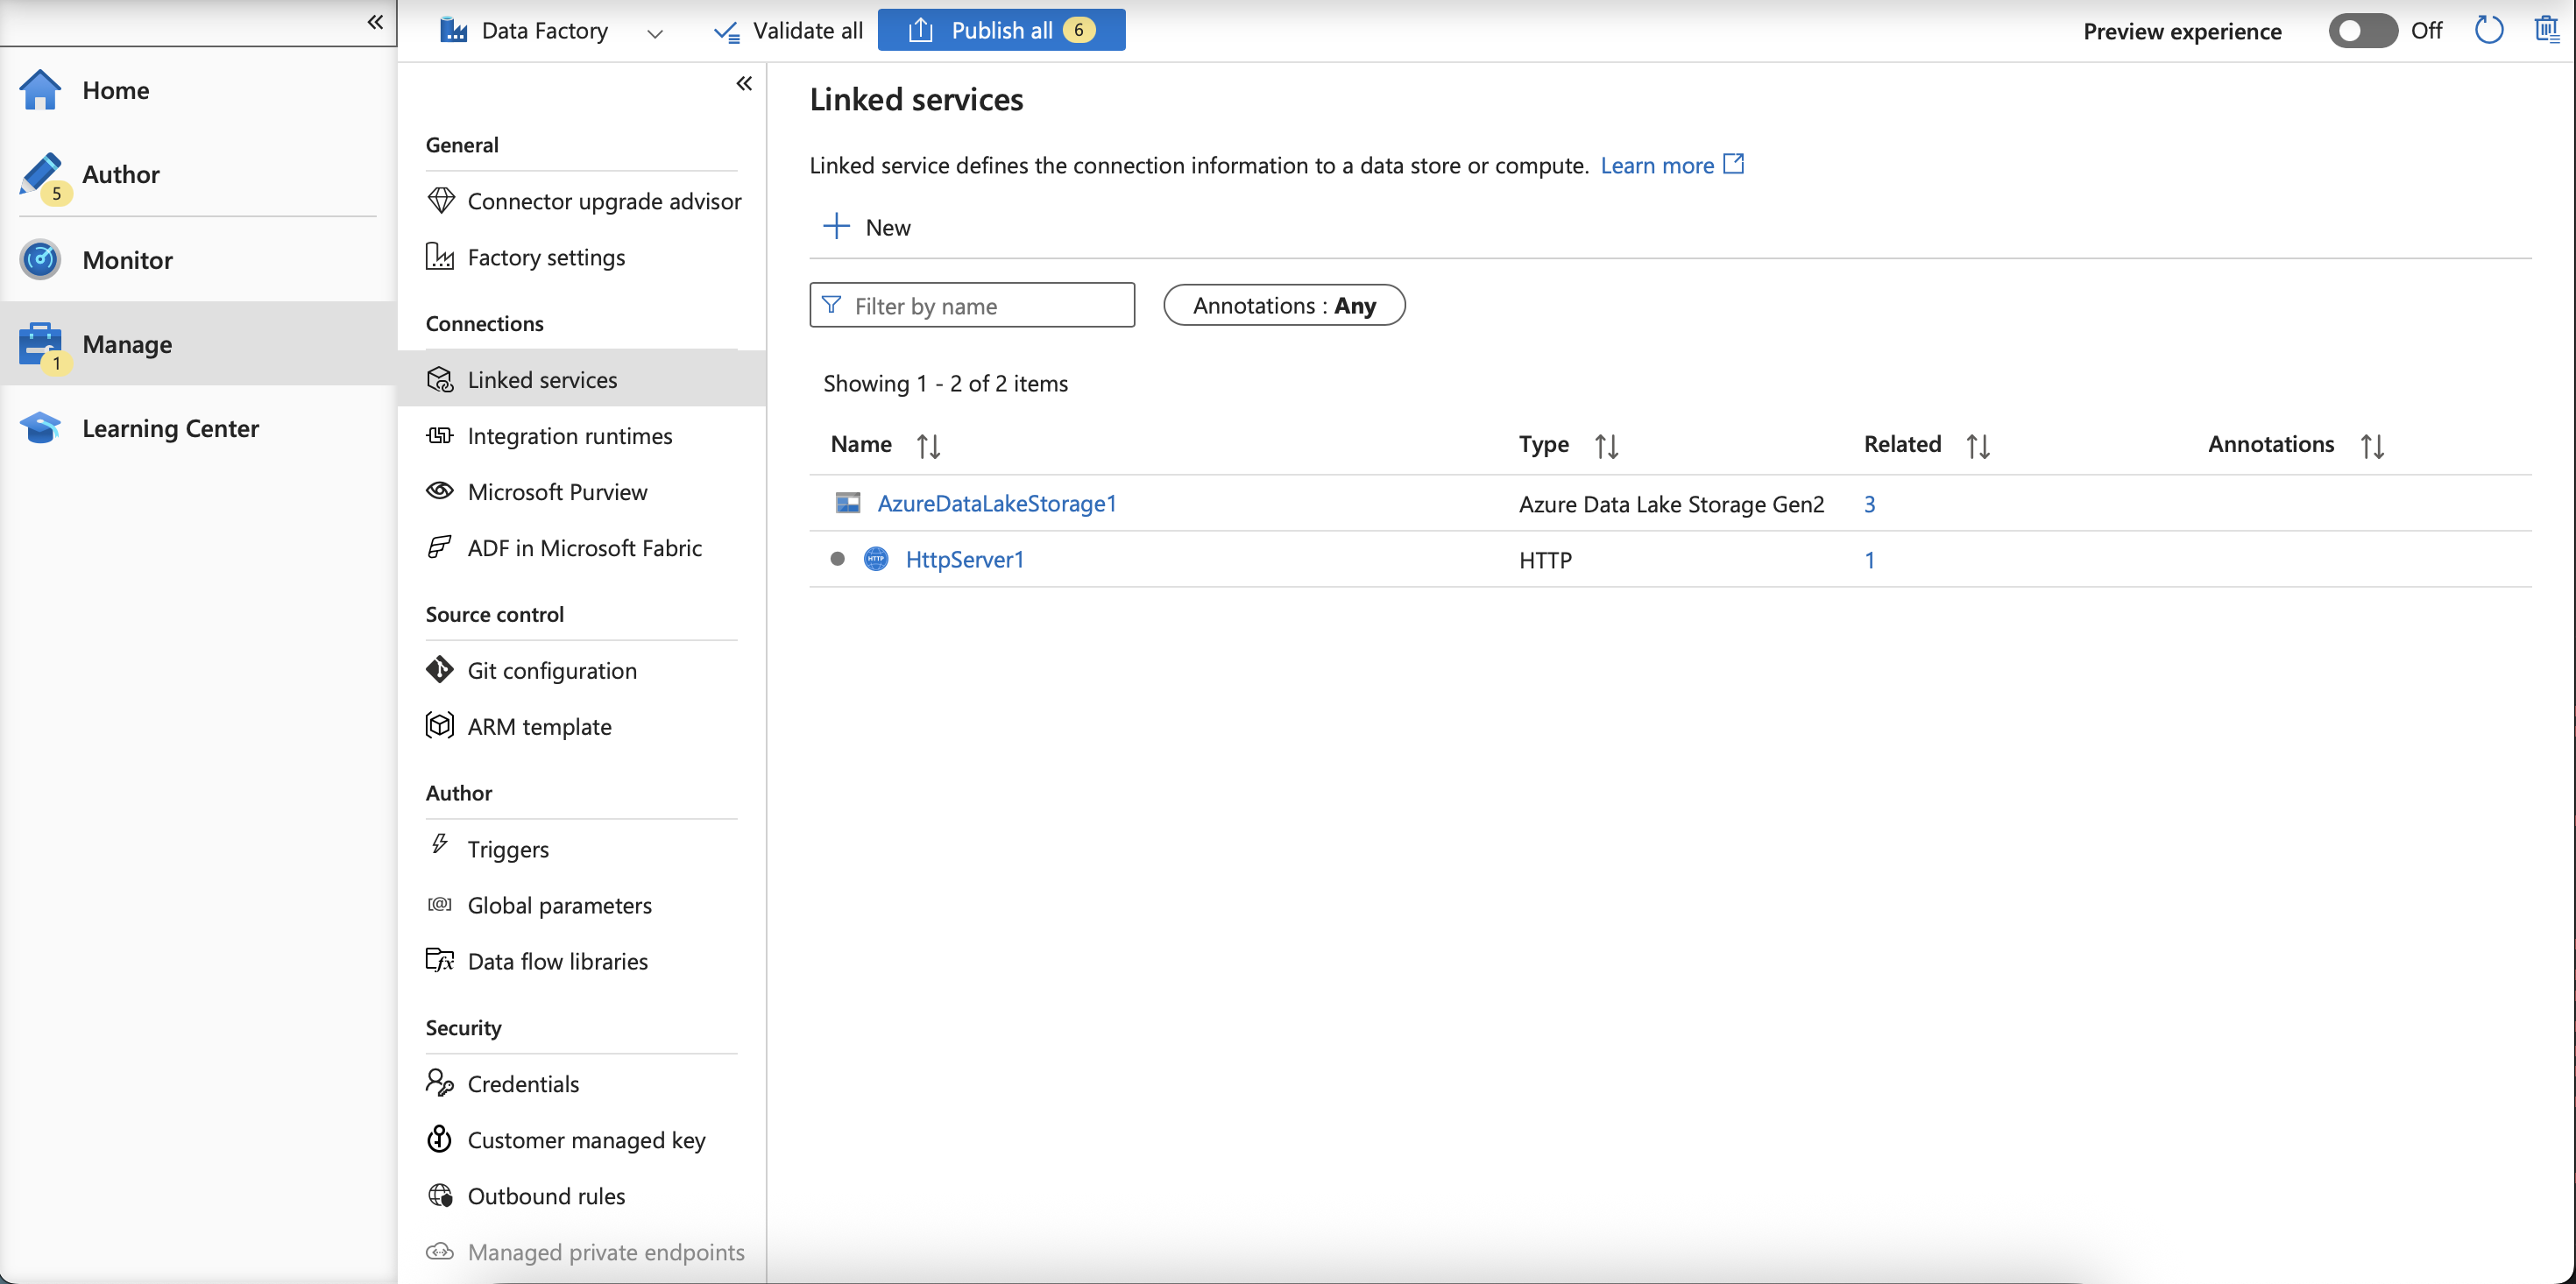 Data Factory
Validate all
Publish all 6
Preview experience
Off
Home
Author
5
Monitor
Manage
1
Learning Center
General
Connector upgrade advisor
Factory settings
Connections
Linked services
Integration runtimes
Microsoft Purview
ADF in Microsoft Fabric
Source control
Git configuration
ARM template
Author
Triggers
Global parameters
Data flow libraries
Security
Credentials
Customer managed key
Outbound rules
Managed private endpoints
Linked services
Linked service defines the connection information to a data store or compute. Learn more
New
Filter by name
Annotations : Any
Showing 1 - 2 of 2 items
Name Type Related Annotations
AzureDataLakeStorage1 Azure Data Lake Storage Gen2 3
HTTP HttpServer1 HTTP 1